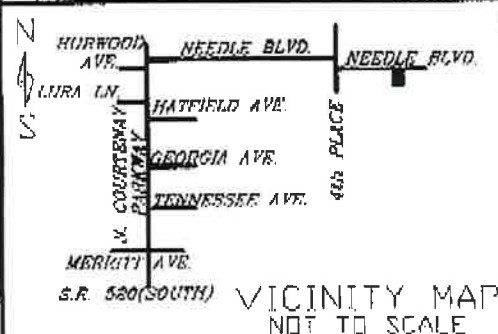 N
S
HURWOOD
AVE.
NEEDLE BLVD.
NEEDLE BLVD.
LURA LN.
HATFIELD AVE.
N. COURTENAY
PARKWAY
4th PLACE
GEORGIA AVE.
TENNESSEE AVE.
MERRITT AVE.
S.R. 520(SOUTH)
VICINITY MAP
NOT TO SCALE